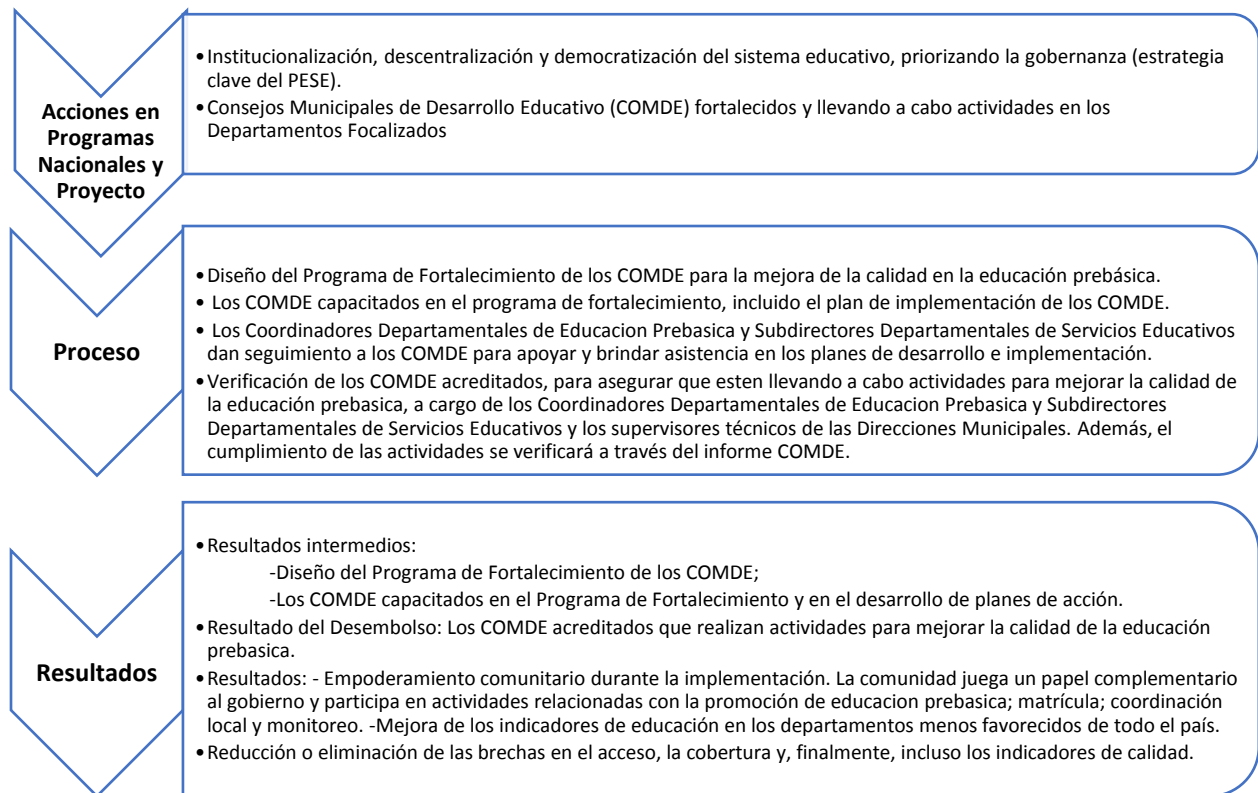 Acciones en
Programas
Nacionales y
Proyecto
•Institucionalización, descentralización y democratización del sistema educativo, priorizando la gobernanza (estrategia
clave del PESE).
•Consejos Municipales de Desarrollo Educativo (COMDE) fortalecidos y llevando a cabo actividades en los
Departamentos Focalizados
Proceso
•Diseño del Programa de Fortalecimiento de los COMDE para la mejora de la calidad en la educación prebásica.
• Los COMDE capacitados en el programa de fortalecimiento, incluido el plan de implementación de los COMDE.
• Los Coordinadores Departamentales de Educacion Prebasica y Subdirectores Departamentales de Servicios Educativos
dan seguimiento a los COMDE para apoyar y brindar asistencia en los planes de desarrollo e implementación.
•Verificación de los COMDE acreditados, para asegurar que esten llevando a cabo actividades para mejorar la calidad de
la educación prebasica, a cargo de los Coordinadores Departamentales de Educacion Prebasica y Subdirectores
Departamentales de Servicios Educativos y los supervisores técnicos de las Direcciones Municipales. Además, el
cumplimiento de las actividades se verificará a través del informe COMDE.
Resultados
•Resultados intermedios:
-Diseño del Programa de Fortalecimiento de los COMDE;
-Los COMDE capacitados en el Programa de Fortalecimiento y en el desarrollo de planes de acción.
•Resultado del Desembolso: Los COMDE acreditados que realizan actividades para mejorar la calidad de la educación
prebasica.
•Resultados: - Empoderamiento comunitario durante la implementación. La comunidad juega un papel complementario
al gobierno y participa en actividades relacionadas con la promoción de educacion prebasica; matrícula; coordinación
local y monitoreo. -Mejora de los indicadores de educación en los departamentos menos favorecidos de todo el país.
•Reducción o eliminación de las brechas en el acceso, la cobertura y, finalmente, incluso los indicadores de calidad.